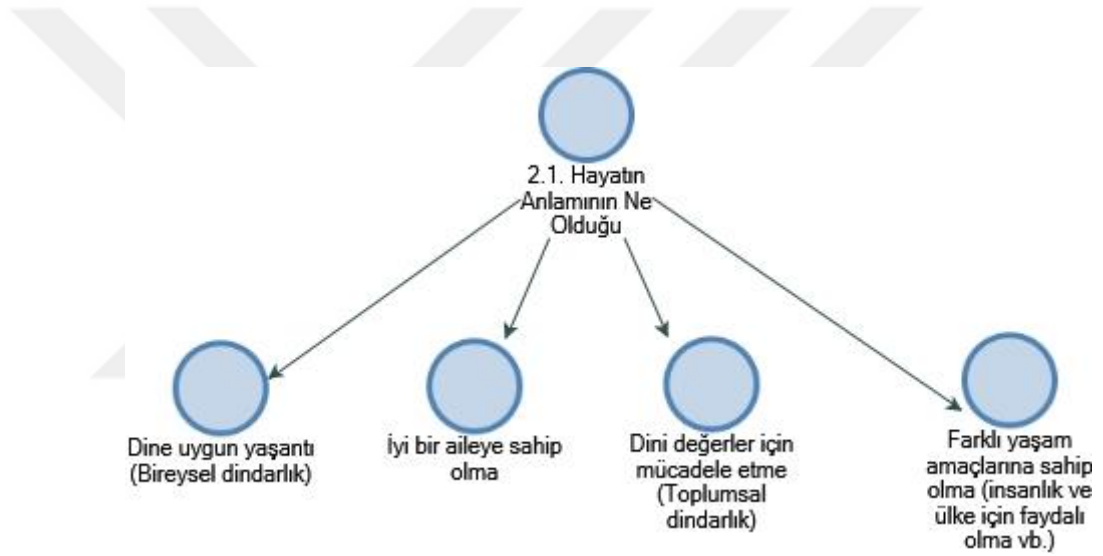 2.1. Hayatın
Anlamının Ne
Olduğu
Dine uygun yaşantı
(Bireysel dindarlık)
İyi bir aileye sahip
olma
Dini değerler için
mücadele etme
(Toplumsal
dindarlık)
Farklı yaşam
amaçlarına sahip
olma (insanlık ve
ülke için faydalı
olma vb.)